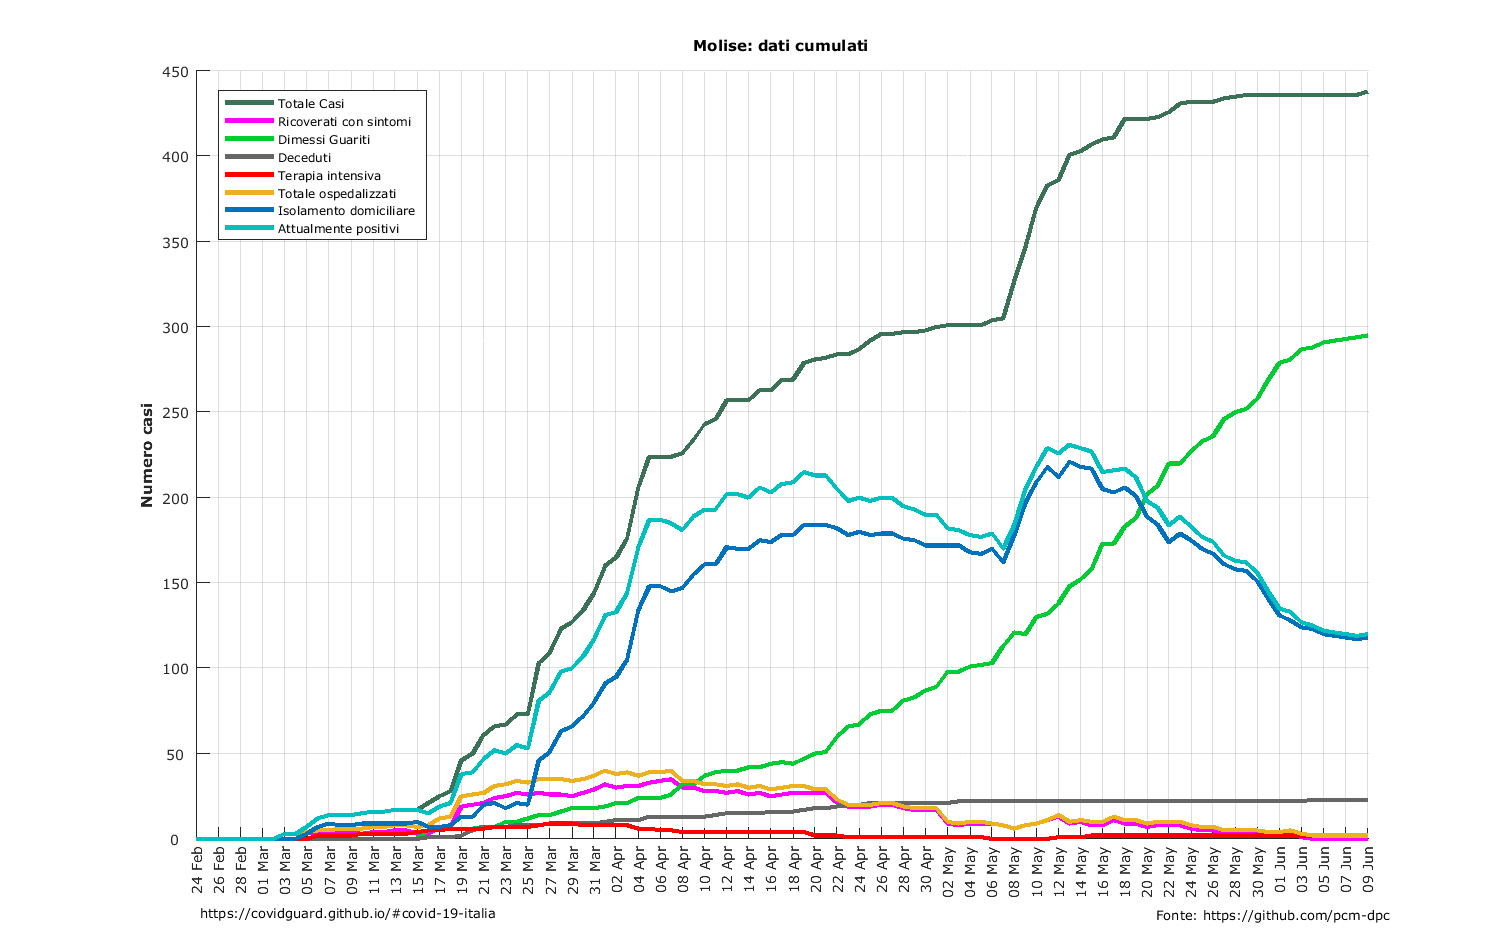 Molise: dati cumulati
Numero casi
450
400
350
300
250
200
150
100
50
0
Totale Casi
Ricoverati con sintomi
Dimessi Guariti
Deceduti
Terapia intensiva
Totale ospedalizzati
Isolamento domiciliare
Attualmente positivi
24 Feb
26 Feb
28 Feb
01 Mar
03 Mar
05 Mar
07 Mar
09 Mar
11 Mar
13 Mar
15 Mar
17 Mar
19 Mar
21 Mar
23 Mar
25 Mar
27 Mar
29 Mar
31 Mar
02 Apr
04 Apr
06 Apr
08 Apr
10 Apr
12 Apr
14 Apr
16 Apr
18 Apr
20 Apr
22 Apr
24 Apr
26 Apr
28 Apr
30 Apr
02 May
04 May
06 May
08 May
10 May
12 May
14 May
16 May
18 May
20 May
22 May
24 May
26 May
28 May
30 May
01 Jun
03 Jun
05 Jun
07 Jun
09 Jun
https://covidguard.github.io/#covid-19-italia
Fonte: https://github.com/pcm-dpc